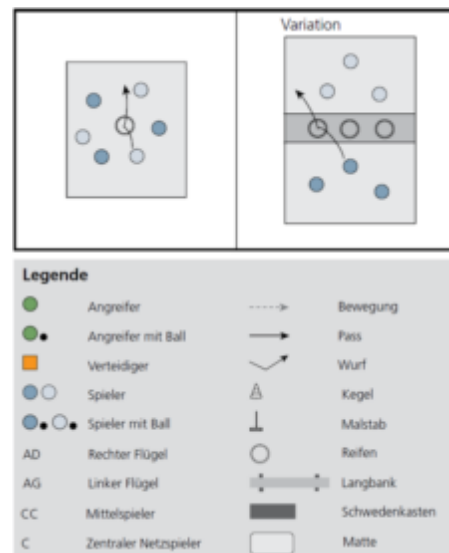 Variation
Legende
Angreifer
Bewegung
Angreifer mit Ball
Pass
Verteidiger
Wurf
Spieler
Kegel
Spieler mit Ball
Malstab
AD Rechter Flügel
Reifen
AG Linker Flügel
Langbank
CC Mittelspieler
Schwedenkasten
C Zentraler Netzspieler
Matte